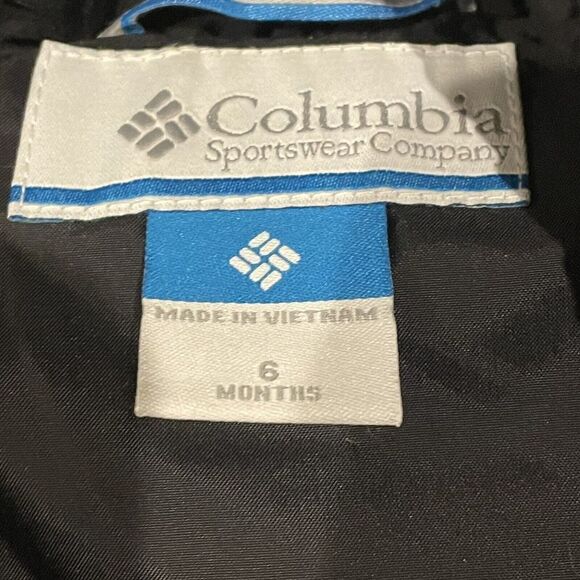 Columbia
Sportswear Company
MADE IN VIETNAM
6
MONTHS